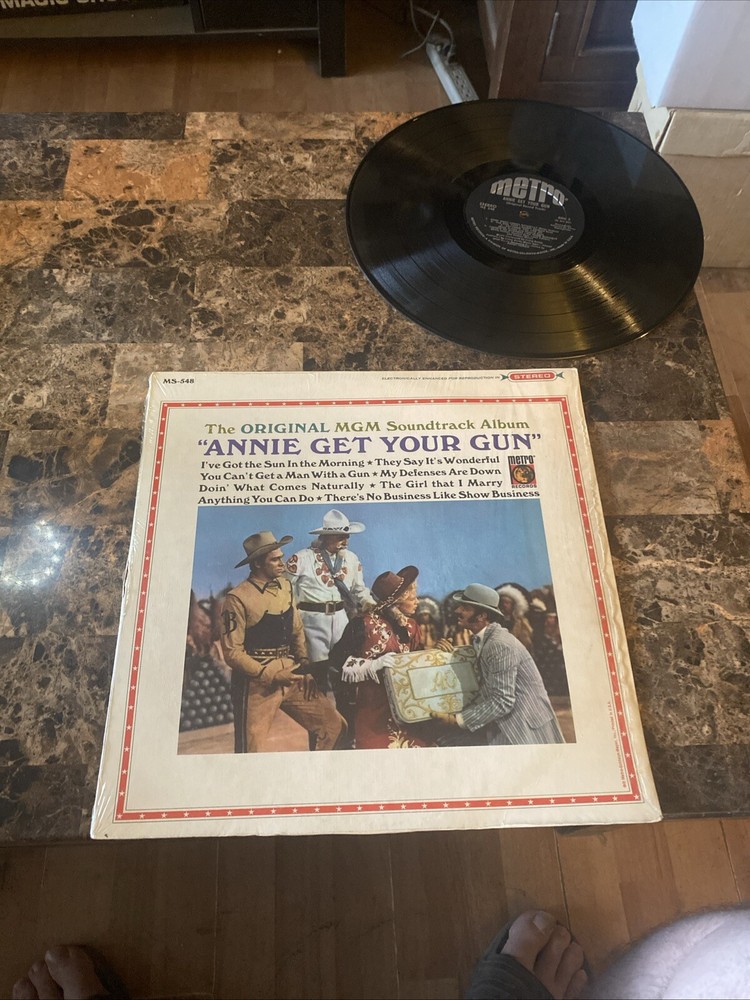 MAGIC
METRO
ANNIE GET YOUR GUN
MS-548
ELECTRONICALLY ENHANCED FOR REPRODUCTION IN
STEREO
The ORIGINAL MGM Soundtrack Album
"ANNIE GET YOUR GUN"
I've Got the Sun In the Morning ★ They Say It's Wonderful
You Can't Get a Man With a Gun ★ My Defenses Are Down
Doin' What Comes Naturally ★ The Girl that I Marry
Anything You Can Do ★ There's No Business Like Show Business
METRO
RECORDS
B